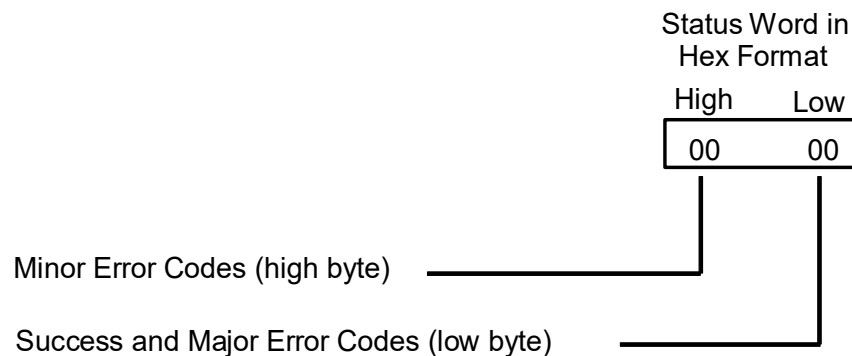 Status Word in
Hex Format
High Low
00 00
Minor Error Codes (high byte)
Success and Major Error Codes (low byte)